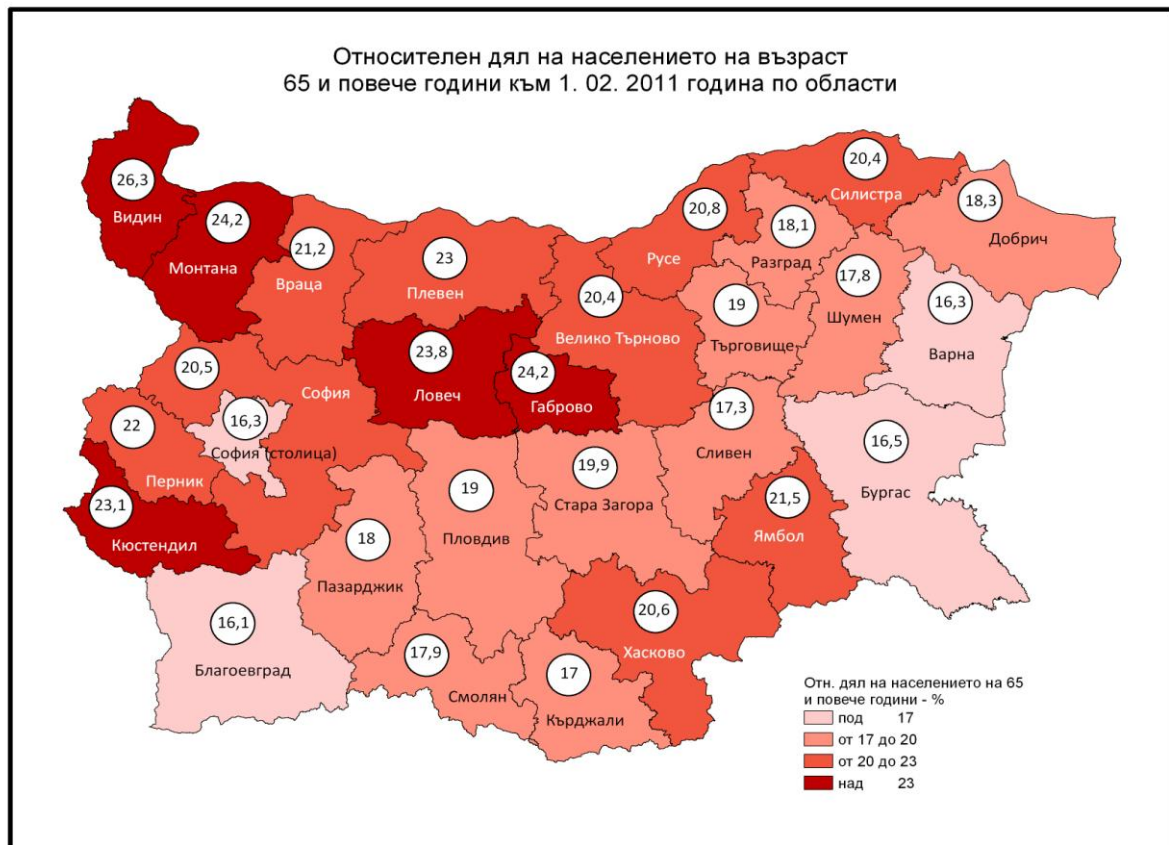 Относителен дял на населението на възраст
65 и повече години към 1. 02. 2011 година по области
26,3
Видин
24,2
Монтана
21,2
Враца
23
Плевен
20,8
Русе
20,4
Силистра
18,1
Разград
18,3
Добрич
20,4
Велико Търново
19
Търговище
17,8
Шумен
16,3
Варна
23,8
Ловеч
24,2
Габрово
20,5
София
16,3
София (столица)
22
Перник
23,1
Кюстендил
17,3
Сливен
16,5
Бургас
19,9
Стара Загора
21,5
Ямбол
19
Пловдив
18
Пазарджик
16,1
Благоевград
17,9
Смолян
17
Кърджали
20,6
Хасково
Отн. дял на населението на 65
и повече години - %
под 17
от 17 до 20
от 20 до 23
над 23